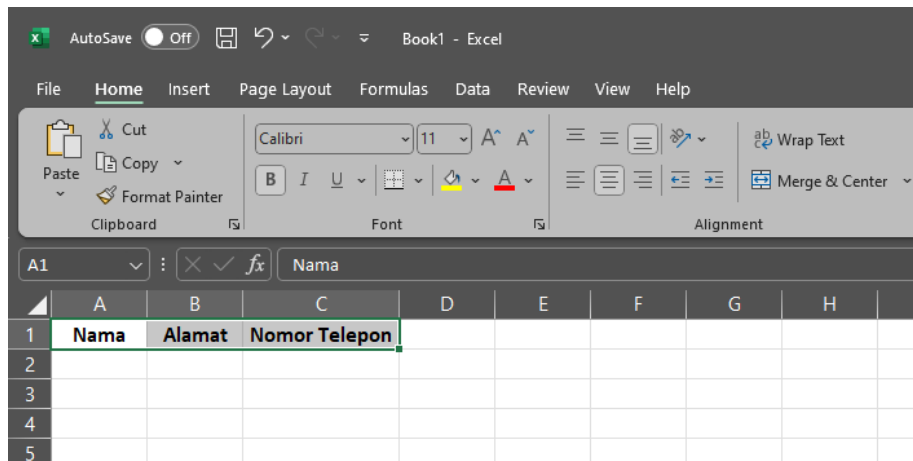 AutoSave Off Book1 - Excel
File Home Insert Page Layout Formulas Data Review View Help
Paste
Cut
Copy
Format Painter
Clipboard
Calibri 11 A A
B I U A
Font
ab Wrap Text
Merge & Center
Alignment
A1 fx Nama
A B C D E F G H
1 Nama Alamat Nomor Telepon
2
3
4
5